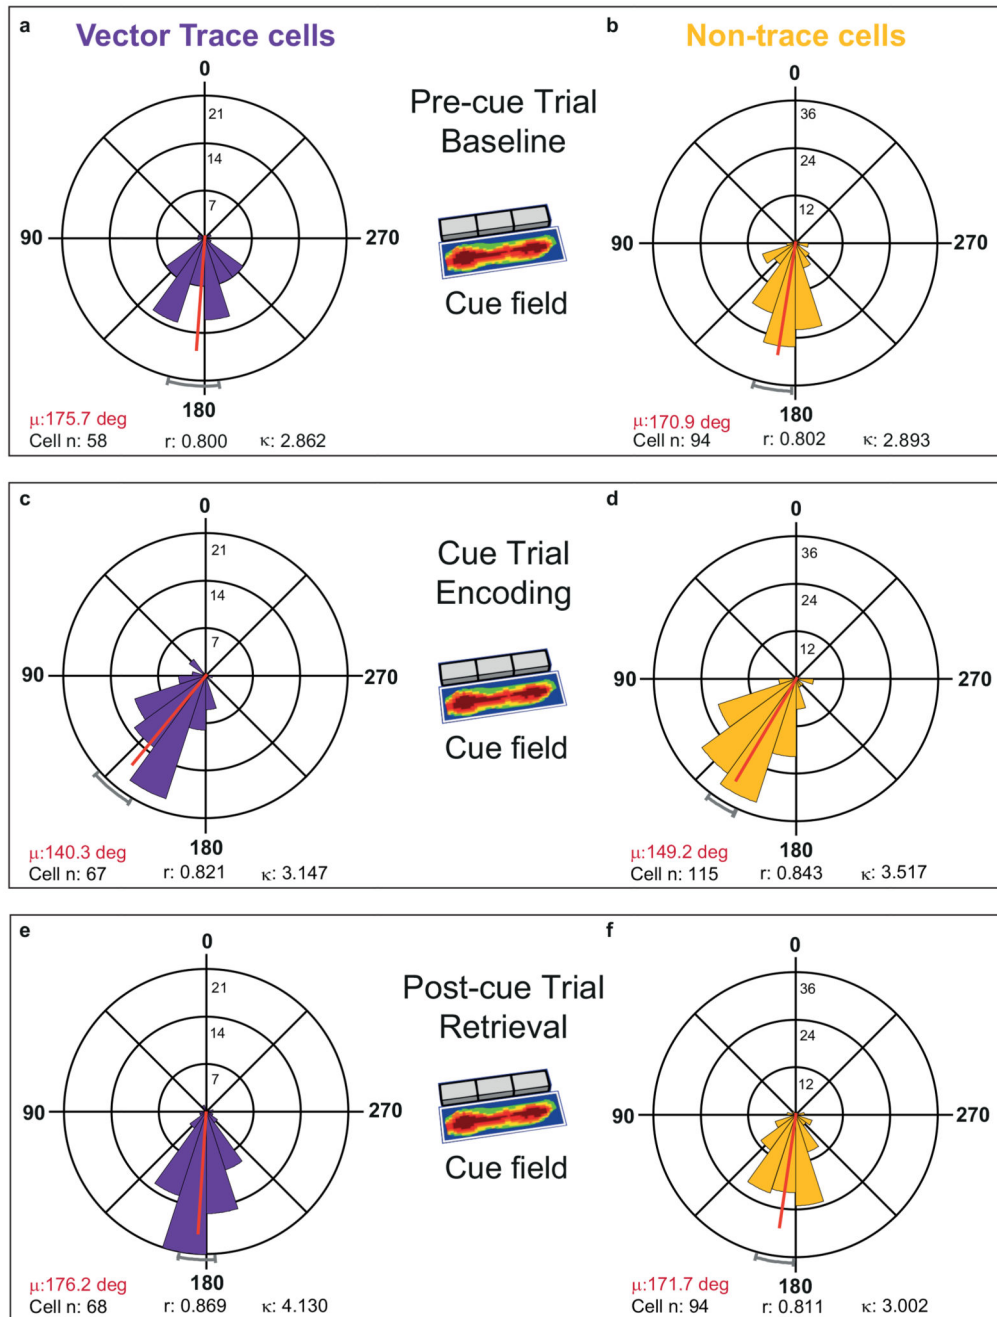 a
Vector Trace cells
b
Non-trace cells
Pre-cue Trial
Baseline
Cue field
0
21
14
7
90
270
180
μ:175.7 deg
Cell n: 58 r: 0.800 κ: 2.862
0
36
24
12
90
270
180
μ:170.9 deg
Cell n: 94 r: 0.802 κ: 2.893
c
d
Cue Trial
Encoding
Cue field
0
21
14
7
90
270
180
μ:140.3 deg
Cell n: 67 r: 0.821 κ: 3.147
0
36
24
12
90
270
180
μ:149.2 deg
Cell n: 115 r: 0.843 κ: 3.517
e
f
Post-cue Trial
Retrieval
Cue field
0
21
14
7
90
270
180
μ:176.2 deg
Cell n: 68 r: 0.869 κ: 4.130
0
36
24
12
90
270
180
μ:171.7 deg
Cell n: 94 r: 0.811 κ: 3.002